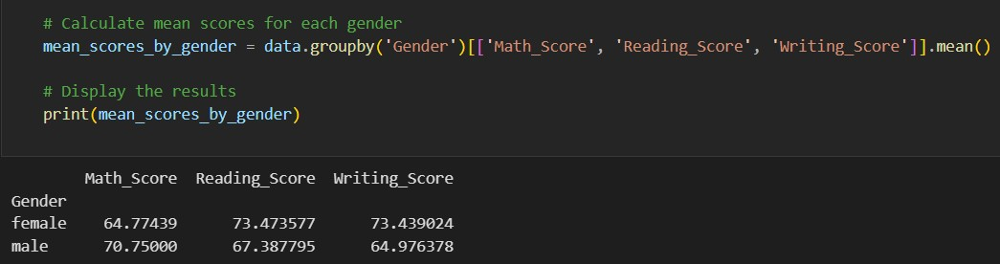 # Calculate mean scores for each gender
mean_scores_by_gender = data.groupby('Gender')[['Math_Score', 'Reading_Score', 'Writing_Score']].mean()
# Display the results
print(mean_scores_by_gender)
Math_Score Reading_Score Writing_Score
Gender
female 64.77439 73.473577 73.439024
male 70.75000 67.387795 64.976378